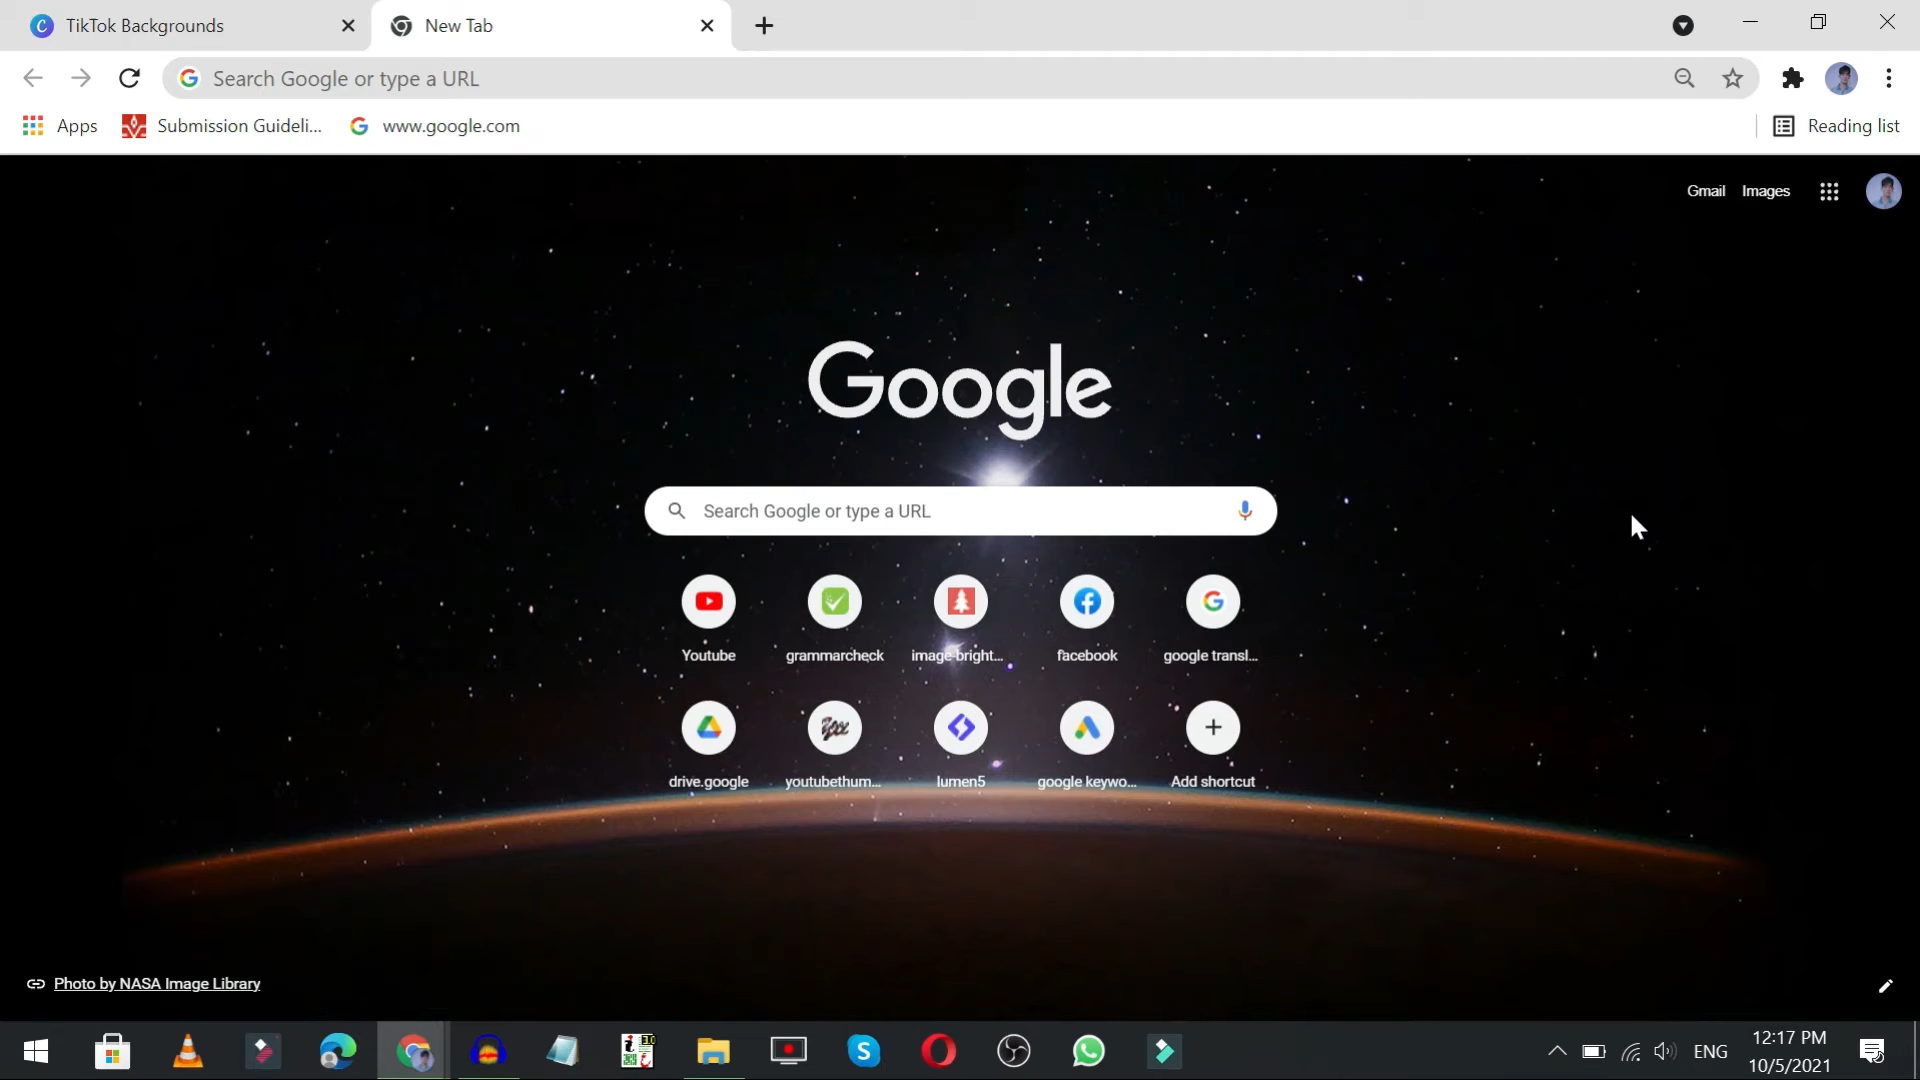 TikTok Backgrounds
New Tab
Search Google or type a URL
Apps
Submission Guideli...
www.google.com
Reading list
Gmail
Images
Google
Search Google or type a URL
Youtube
grammarcheck
image bright...
facebook
google transl...
drive.google
youtubethum...
lumen5
google keywo...
Add shortcut
Photo by NASA Image Library
ENG
12:17 PM
10/5/2021